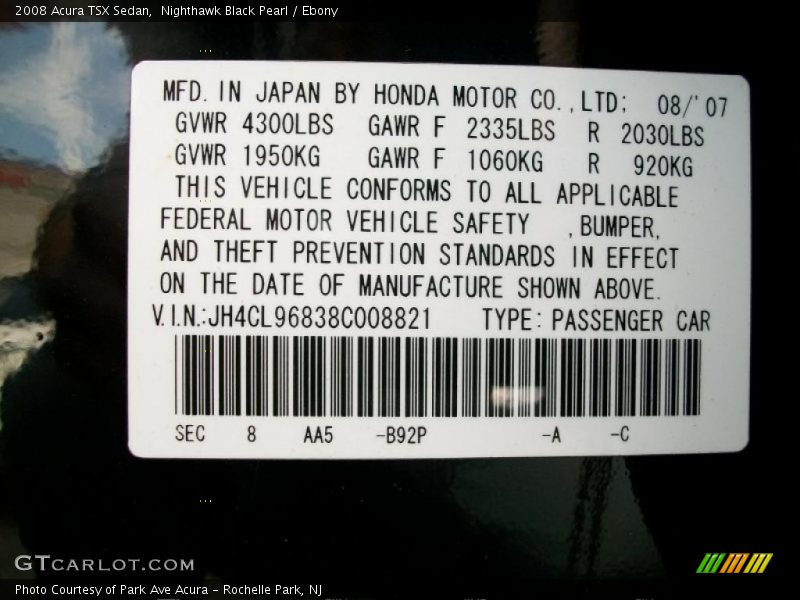 2008 Acura TSX Sedan,  Nighthawk Black Pearl / Ebony
MFD. IN JAPAN BY HONDA MOTOR CO.,LTD; 08/'07
GVWR 4300LBS GAWR F 2335LBS R 2030LBS
GVWR 1950KG GAWR F 1060KG R 920KG
THIS VEHICLE CONFORMS TO ALL APPLICABLE
FEDERAL MOTOR VEHICLE SAFETY ,BUMPER,
AND THEFT PREVENTION STANDARDS IN EFFECT
ON THE DATE OF MANUFACTURE SHOWN ABOVE.
V.I.N.:JH4CL96838C008821 TYPE: PASSENGER CAR
SEC 8 AA5 -B92P -A -C
GTCARLOT.COM
Photo Courtesy of Park Ave Acura - Rochelle Park, NJ